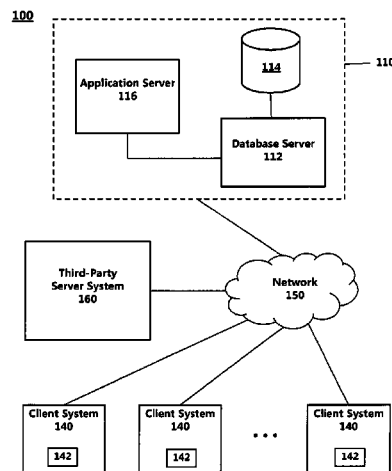 100
114
110
Application Server
116
Database Server
112
Third-Party
Server System
160
Network
150
Client System
140
142
Client System
140
142
...
Client System
140
142